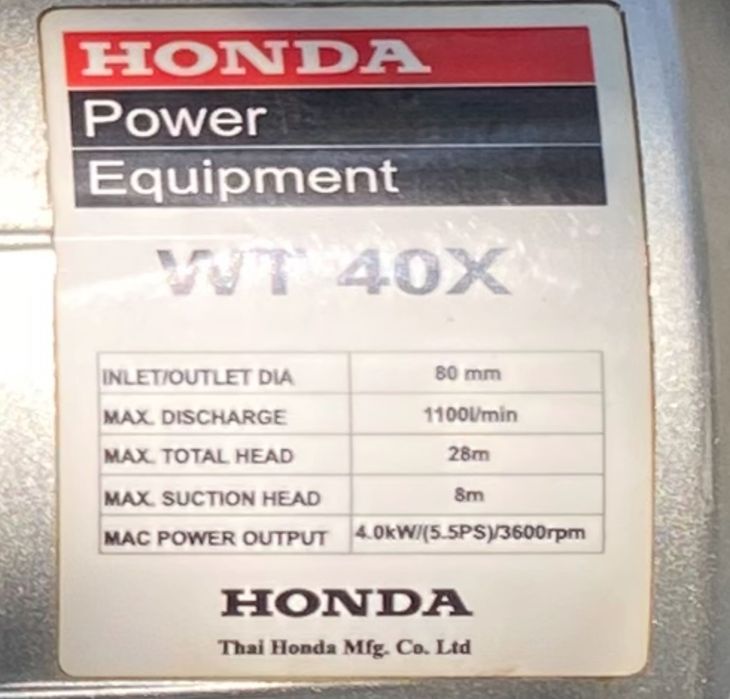 HONDA
Power
Equipment
WT 40X
INLET/OUTLET DIA 80 mm
MAX. DISCHARGE 1100l/min
MAX. TOTAL HEAD 28m
MAX. SUCTION HEAD 8m
MAC POWER OUTPUT 4.0kW/(5.5PS)/3600rpm
HONDA
Thai Honda Mfg. Co. Ltd